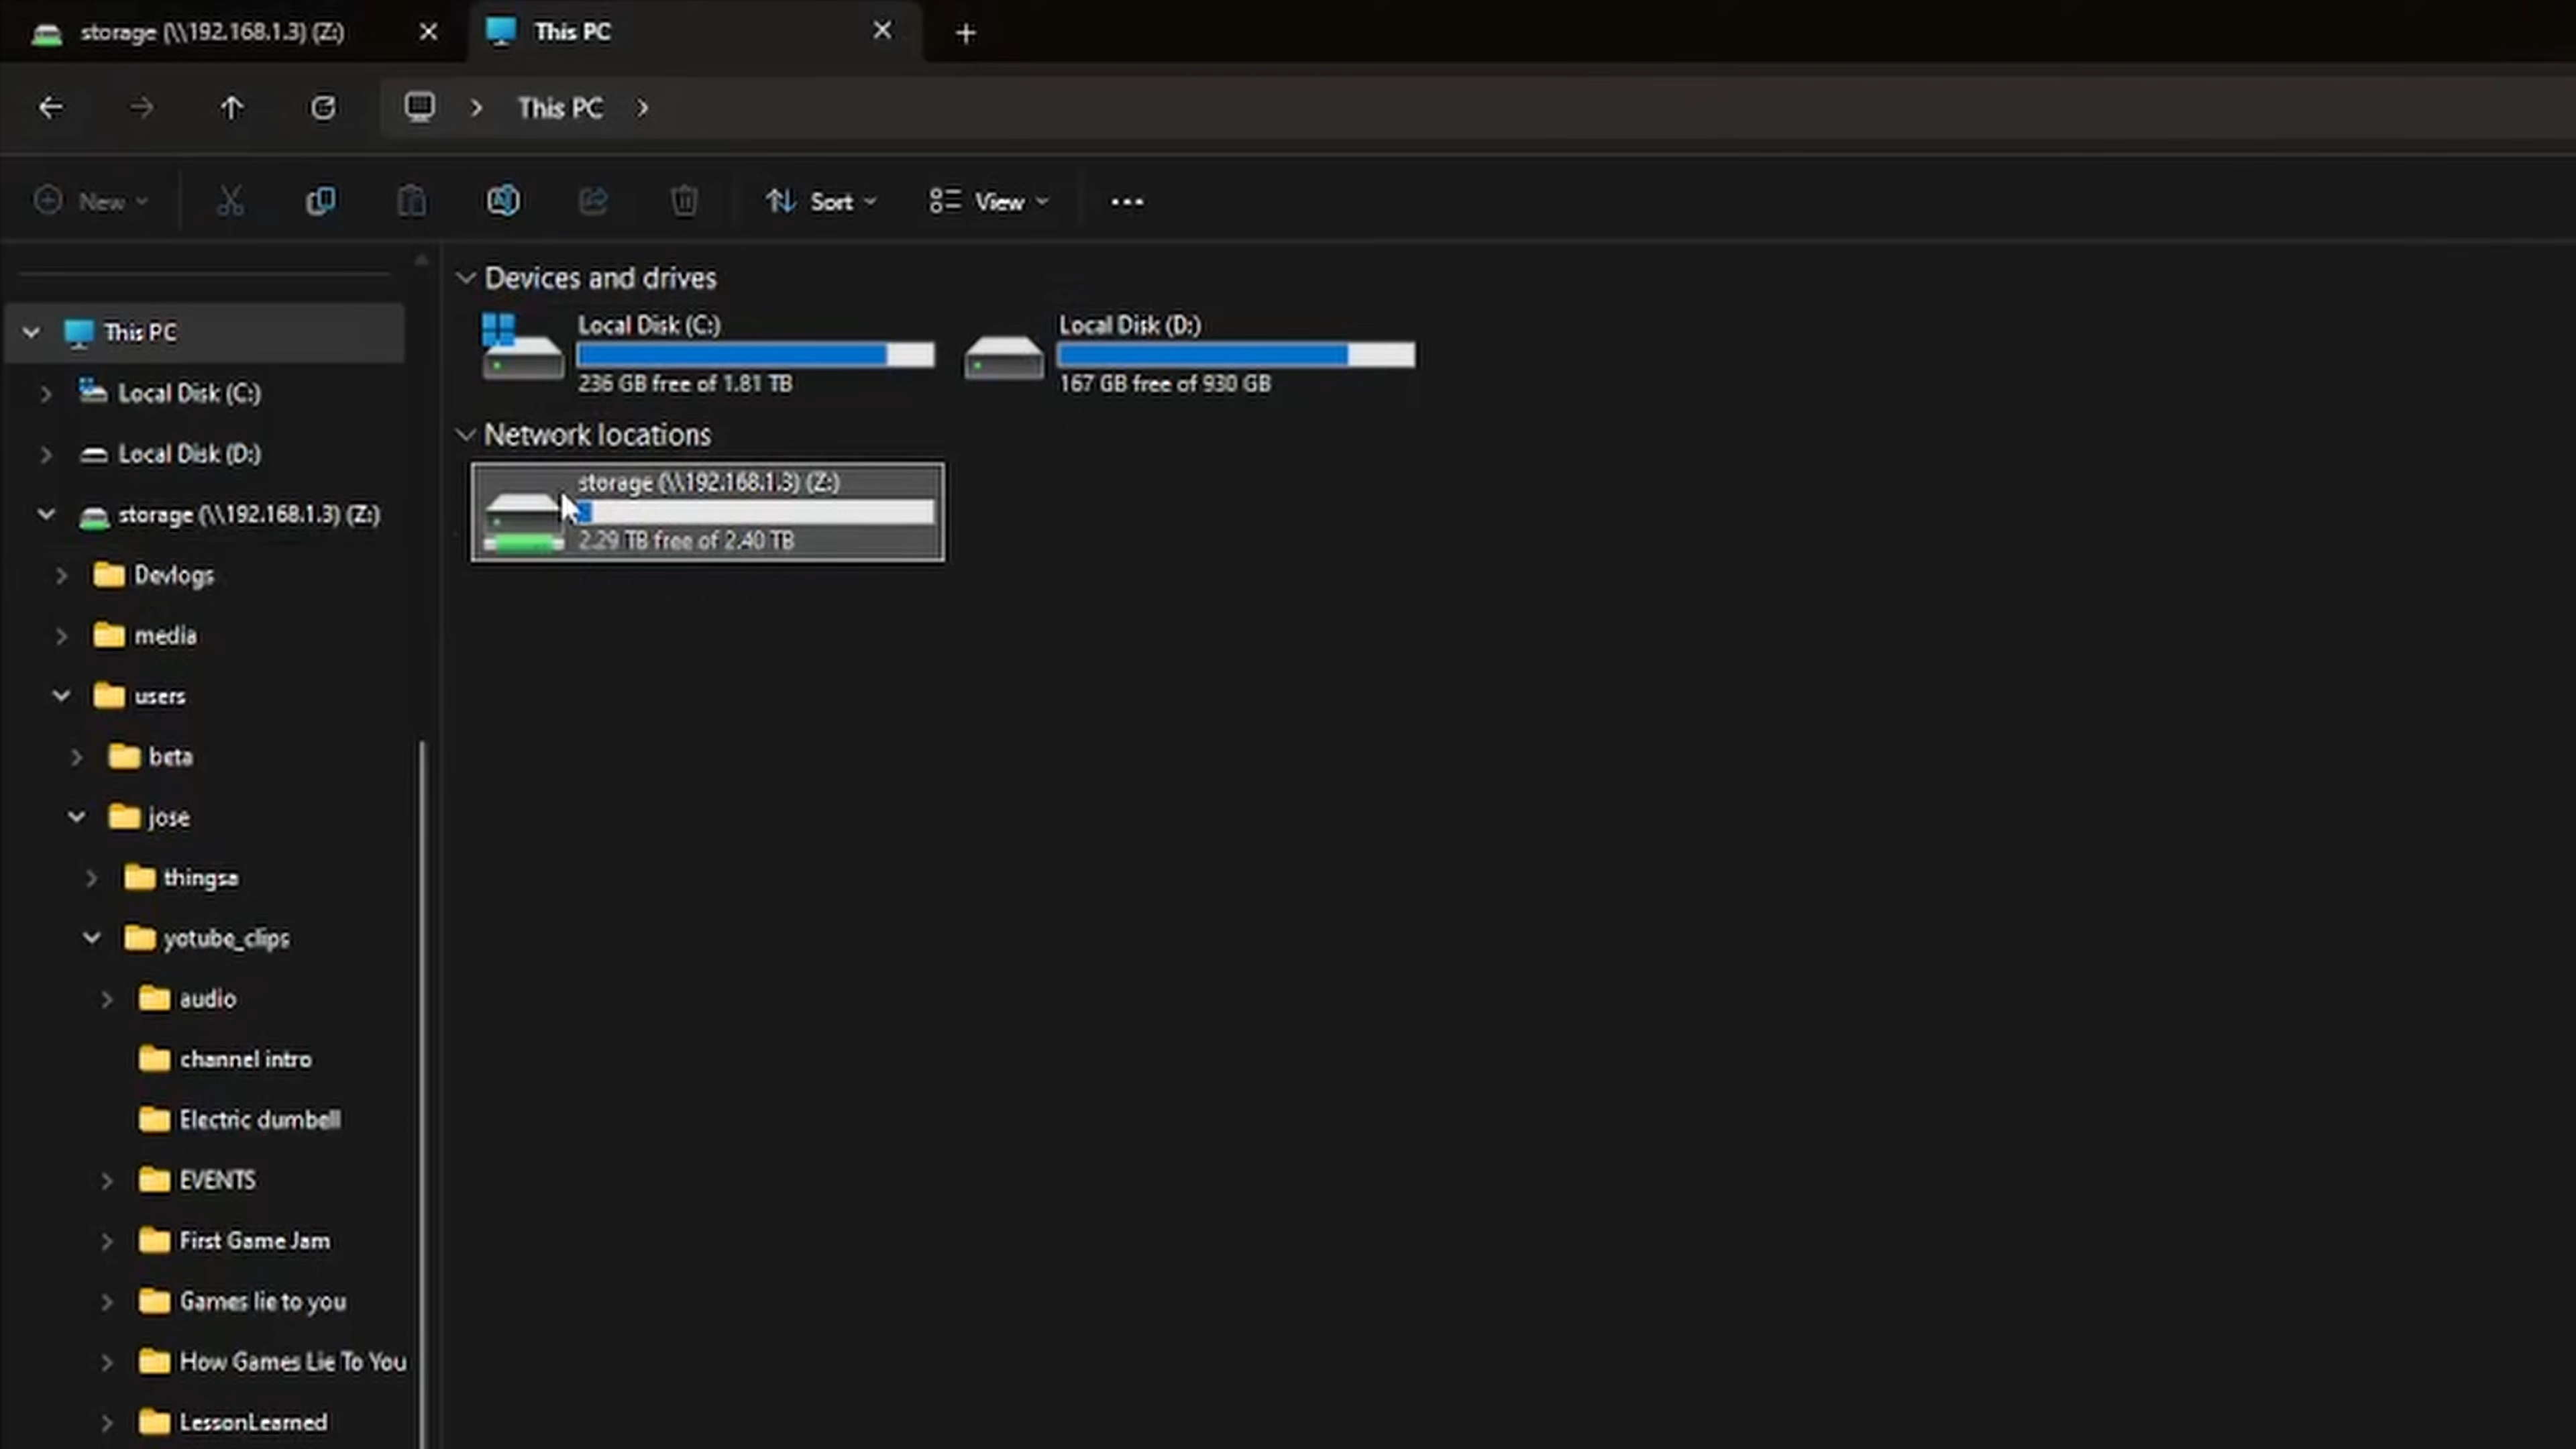 storage (\\192.168.1.3) (Z:)
This PC
This PC
New
Sort
View
This PC
Local Disk (C:)
Local Disk (D:)
storage (\\192.168.1.3) (Z:)
Devlogs
media
users
beta
jose
thingsa
yotube_clips
audio
channel intro
Electric dumbell
EVENTS
First Game Jam
Games lie to you
How Games Lie To You
LessonLearned
Devices and drives
Local Disk (C:)
236 GB free of 1.81 TB
Local Disk (D:)
167 GB free of 930 GB
Network locations
storage (\\192.168.1.3) (Z:)
2.29 TB free of 2.40 TB